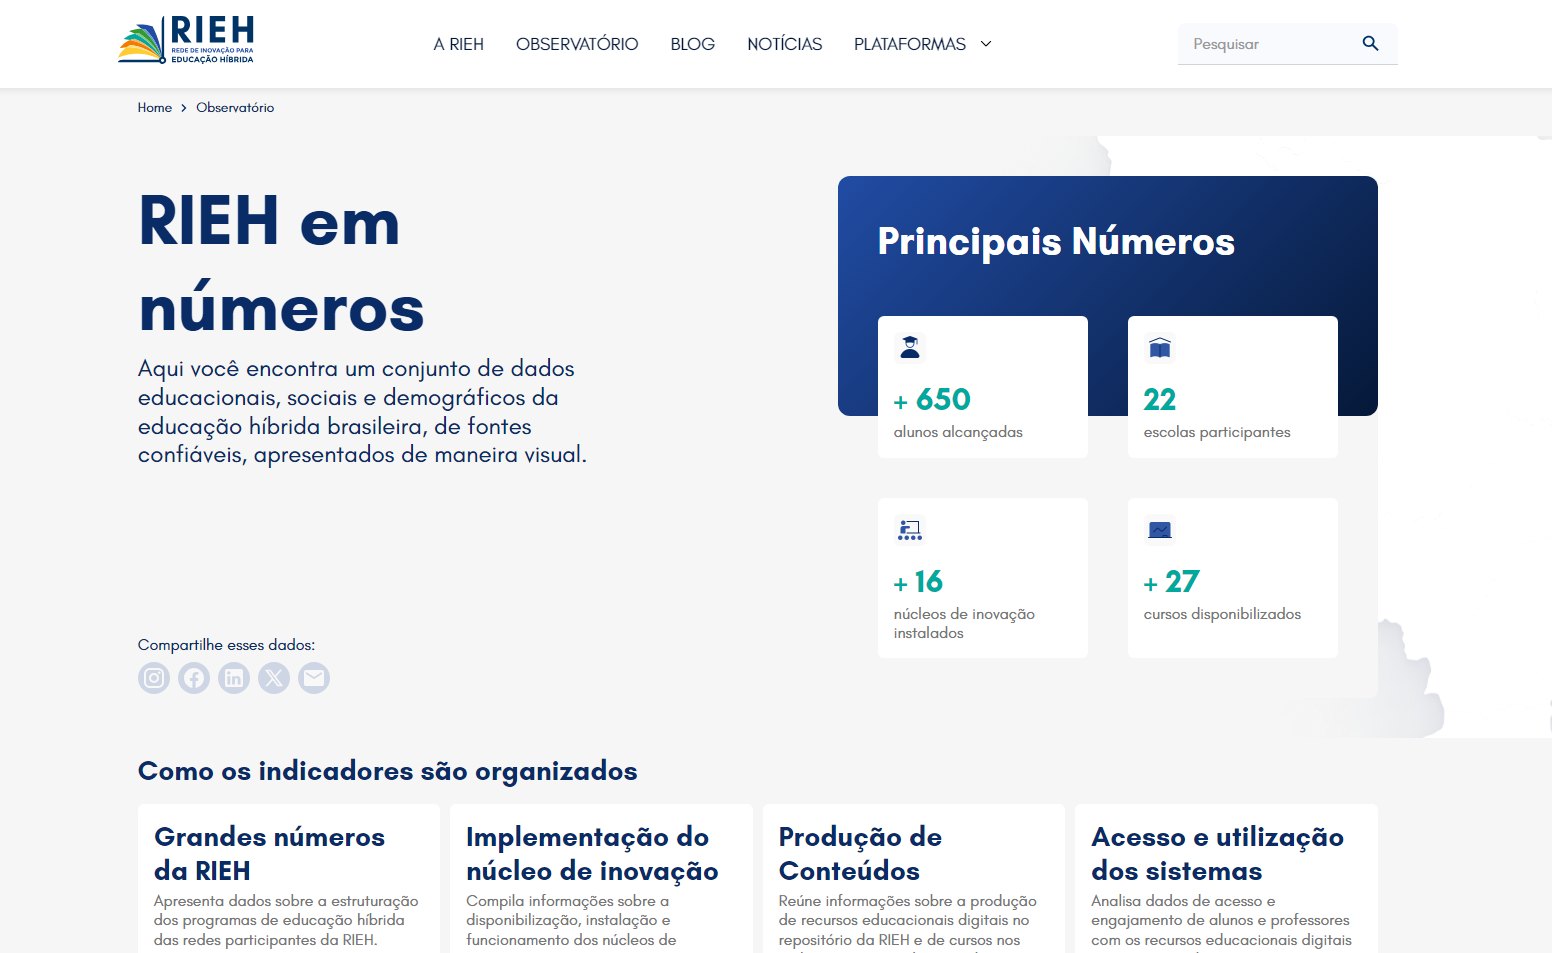 RIEH
REDE DE INOVAÇÃO PARA
EDUCAÇÃO HÍBRIDA
A RIEH
OBSERVATÓRIO
BLOG
NOTÍCIAS
PLATAFORMAS
Pesquisar
Home > Observatório
RIEH em
números
Aqui você encontra um conjunto de dados
educacionais, sociais e demográficos da
educação híbrida brasileira, de fontes
confiáveis, apresentados de maneira visual.
Compartilhe esses dados:
Principais Números
+ 650
alunos alcançadas
22
escolas participantes
+ 16
núcleos de inovação
instalados
+ 27
cursos disponibilizados
Como os indicadores são organizados
Grandes números
da RIEH
Apresenta dados sobre a estruturação
dos programas de educação híbrida
das redes participantes da RIEH.
Implementação do
núcleo de inovação
Compila informações sobre a
disponibilização, instalação e
funcionamento dos núcleos de
Produção de
Conteúdos
Reúne informações sobre a produção
de recursos educacionais digitais no
repositório da RIEH e de cursos nos
Acesso e utilização
dos sistemas
Analisa dados de acesso e
engajamento de alunos e professores
com os recursos educacionais digitais